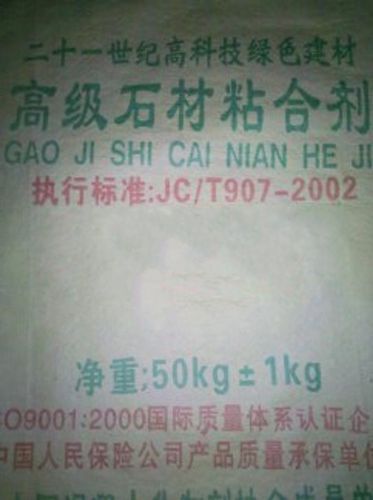 二十一世纪高科技绿色建材
高级石材粘合剂
GAO JI SHI CAI NIAN HE JI
执行标准:JC/T907-2002
净重:50kg±1kg
SO9001:2000国际质量体系认证企
中国人民保险公司产品质量承保单位